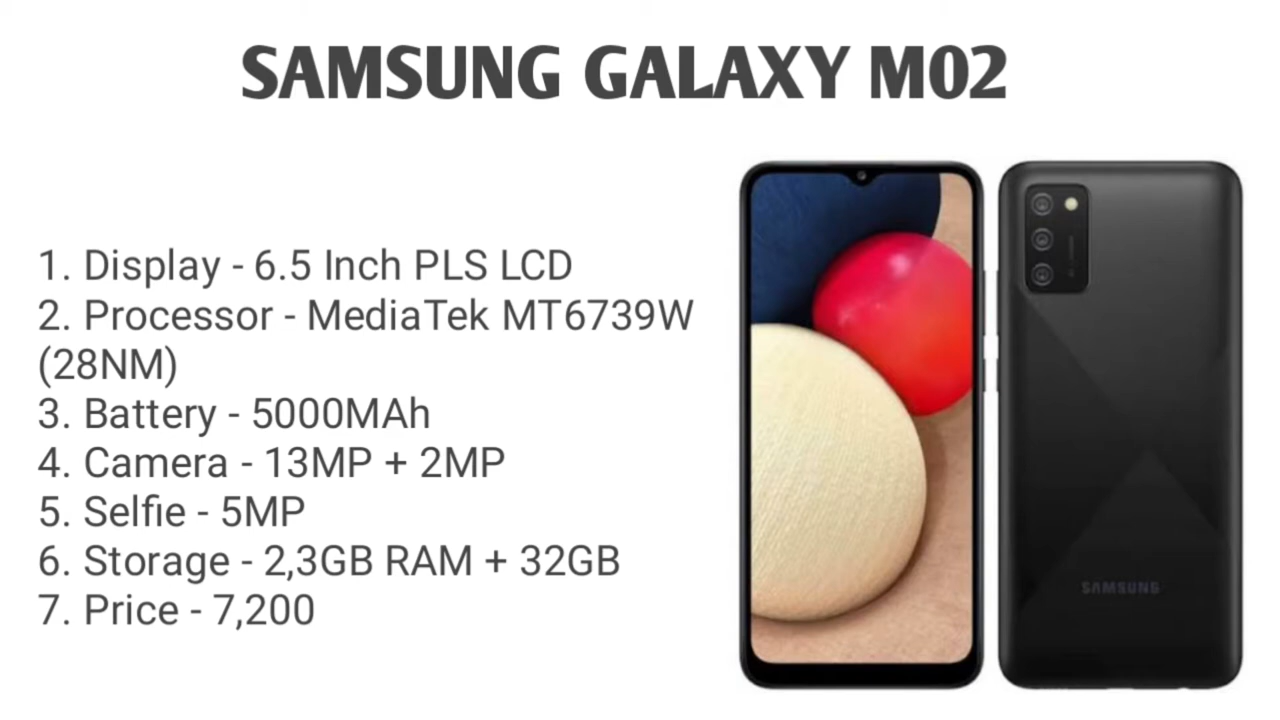 SAMSUNG GALAXY M02
1. Display - 6.5 Inch PLS LCD
2. Processor - MediaTek MT6739W
(28NM)
3. Battery - 5000MAh
4. Camera - 13MP + 2MP
5. Selfie - 5MP
6. Storage - 2,3GB RAM + 32GB
7. Price - 7,200
SAMSUNG